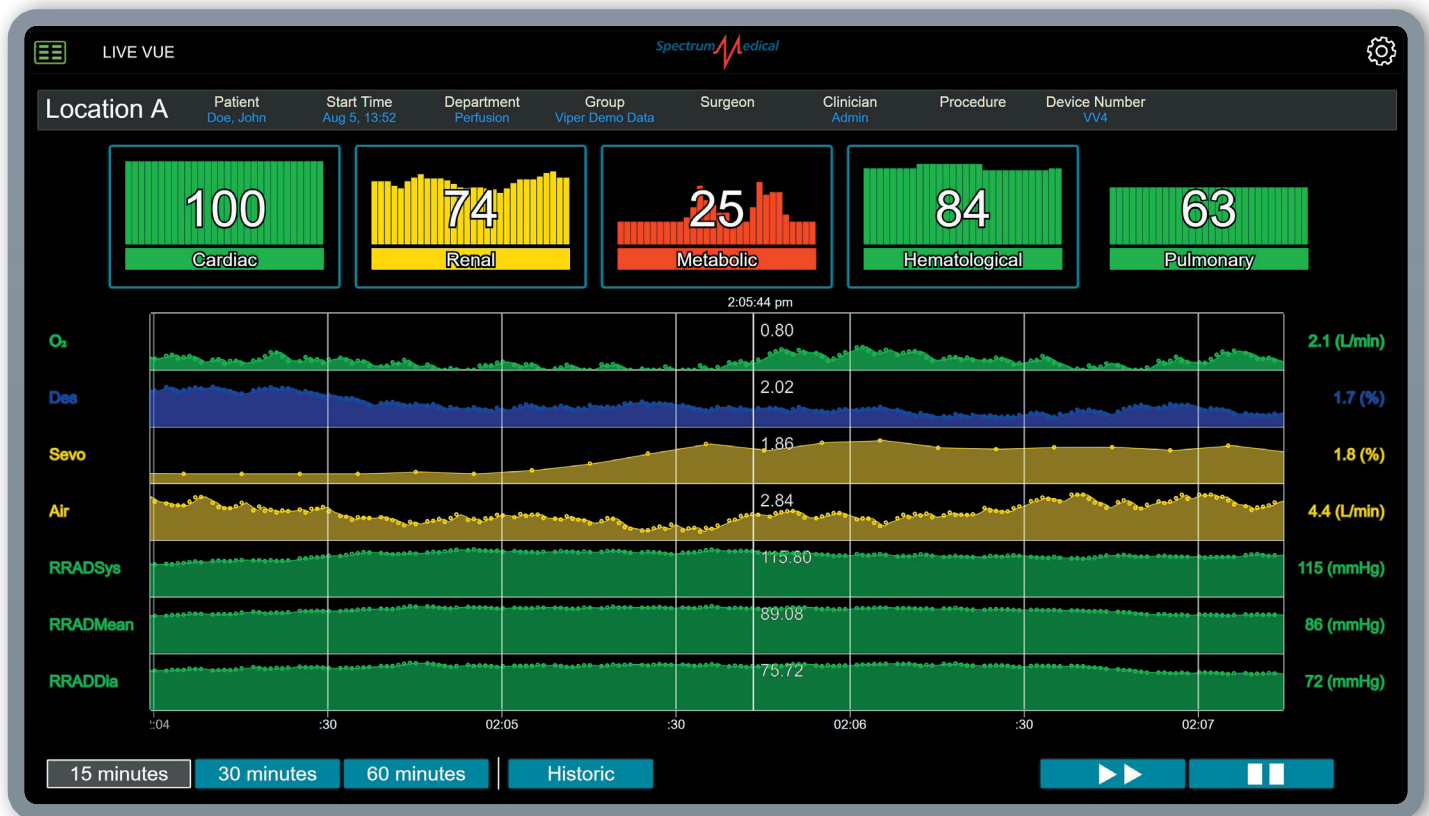 LIVE VUE
Spectrum Medical
Location A
Patient
Doe, John
Start Time
Aug 5, 13:52
Department
Perfusion
Group
Viper Demo Data
Surgeon
Clinician
Admin
Procedure
Device Number
VV4
100
Cardiac
74
Renal
25
Metabolic
84
Hematological
63
Pulmonary
2:05:44 pm
O₂ 0.80 2.1 (L/min)
Des 2.02 1.7 (%)
Sevo 1.86 1.8 (%)
Air 2.84 4.4 (L/min)
RRADSys 115.80 115 (mmHg)
RRADMean 89.08 86 (mmHg)
RRADDia 75.72 72 (mmHg)
:04 :30 02:05 :30 02:06 :30 02:07
15 minutes 30 minutes 60 minutes Historic